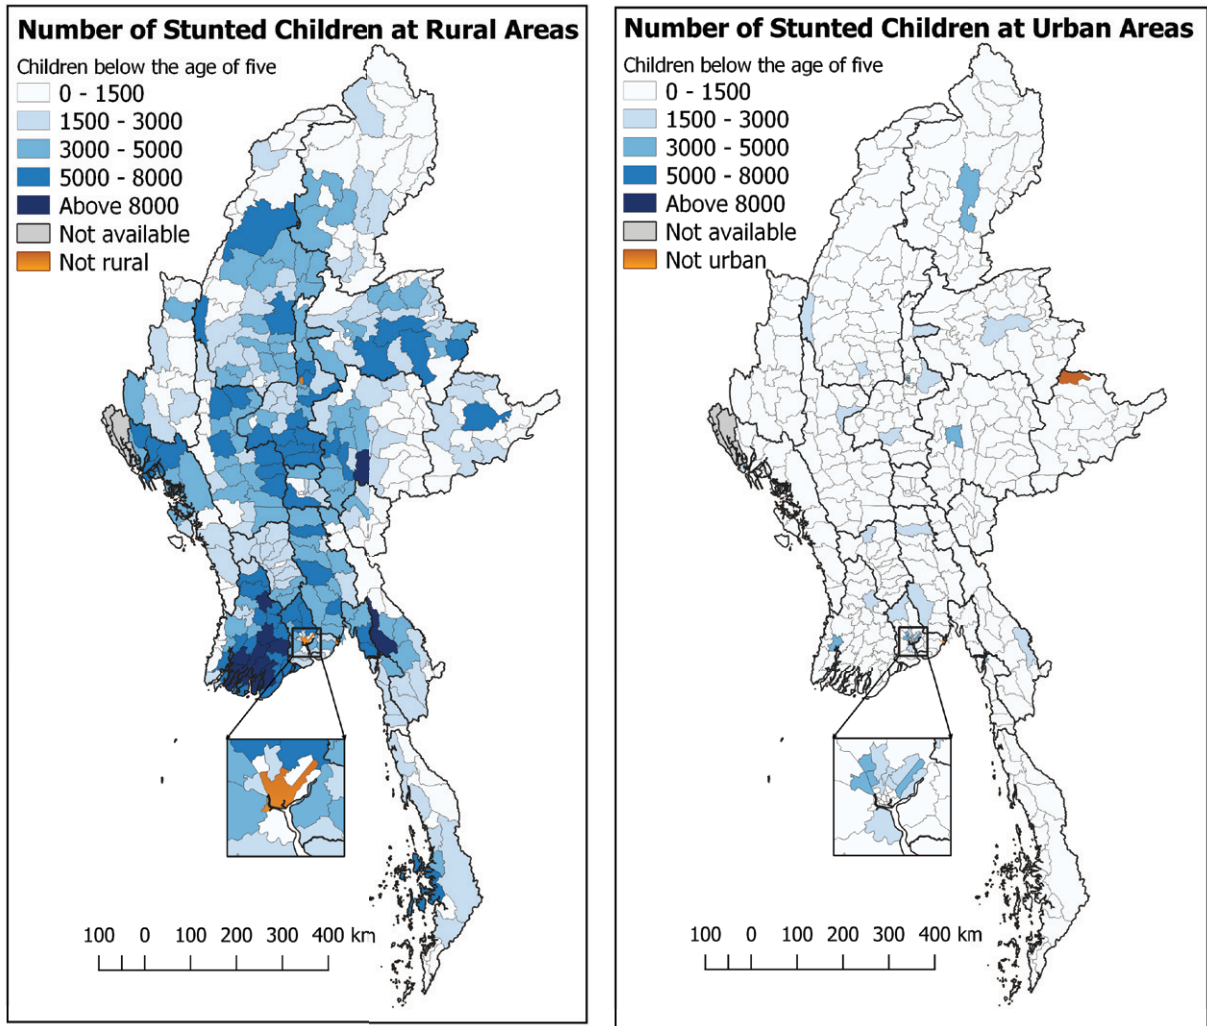 Number of Stunted Children at Rural Areas
Children below the age of five
0 - 1500
1500 - 3000
3000 - 5000
5000 - 8000
Above 8000
Not available
Not rural
100 0 100 200 300 400 km
Number of Stunted Children at Urban Areas
Children below the age of five
0 - 1500
1500 - 3000
3000 - 5000
5000 - 8000
Above 8000
Not available
Not urban
100 0 100 200 300 400 km